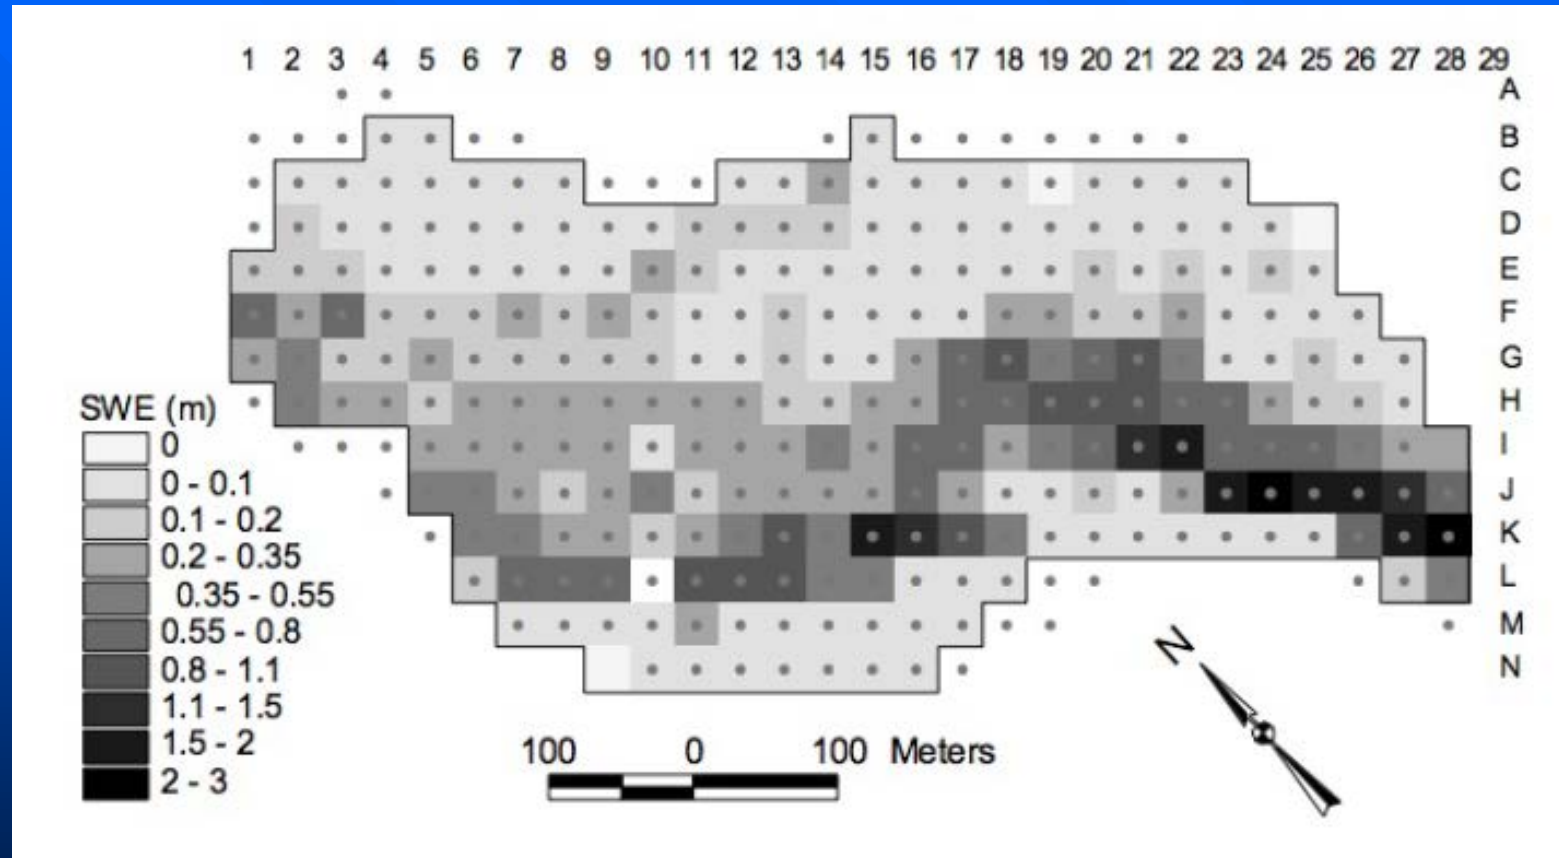 1 2 3 4 5 6 7 8 9 10 11 12 13 14 15 16 17 18 19 20 21 22 23 24 25 26 27 28 29
A
B
C
D
E
F
G
H
I
J
K
L
M
N
SWE (m)
0
0 - 0.1
0.1 - 0.2
0.2 - 0.35
0.35 - 0.55
0.55 - 0.8
0.8 - 1.1
1.1 - 1.5
1.5 - 2
2 - 3
N
100 0 100 Meters